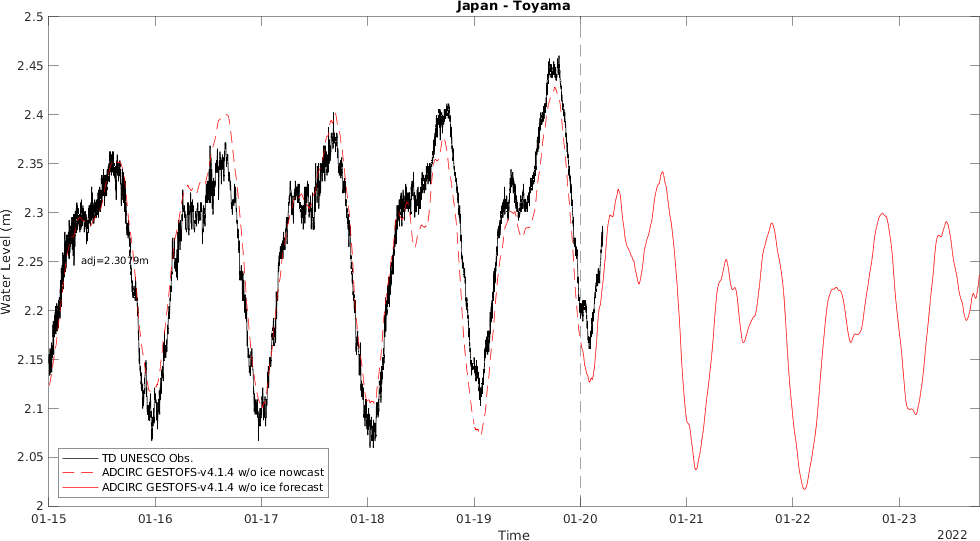 Japan - Toyama
2.5
2.45
2.4
2.35
2.3
2.25
2.2
2.15
2.1
2.05
2
Water Level (m)
adj=2.3079m
TD UNESCO Obs.
ADCIRC GESTOFS-v4.1.4 w/o ice nowcast
ADCIRC GESTOFS-v4.1.4 w/o ice forecast
01-15 01-16 01-17 01-18 01-19 01-20 01-21 01-22 01-23
Time
2022